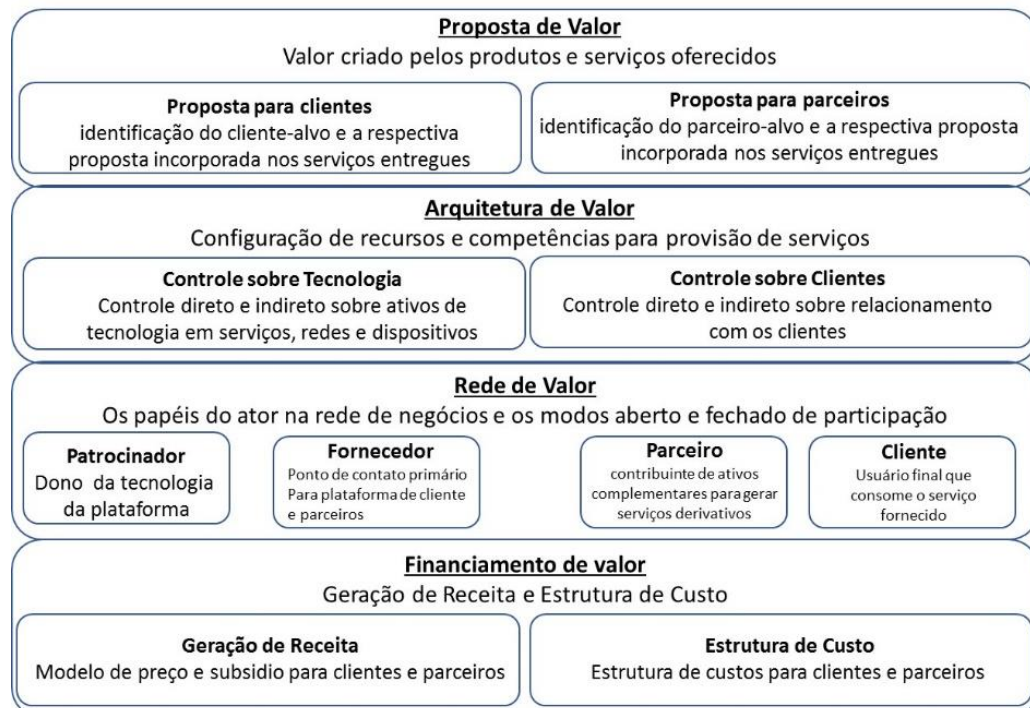 Proposta de Valor
Valor criado pelos produtos e serviços oferecidos
Proposta para clientes
identificação do cliente-alvo e a respectiva
proposta incorporada nos serviços entregues
Proposta para parceiros
identificação do parceiro-alvo e a respectiva proposta
incorporada nos serviços entregues
Arquitetura de Valor
Configuração de recursos e competências para provisão de serviços
Controle sobre Tecnologia
Controle direto e indireto sobre ativos de
tecnologia em serviços, redes e dispositivos
Controle sobre Clientes
Controle direto e indireto sobre relacionamento
com os clientes
Rede de Valor
Os papéis do ator na rede de negócios e os modos aberto e fechado de participação
Patrocinador
Dono da tecnologia
da plataforma
Fornecedor
Ponto de contato primário
Para plataforma de cliente
e parceiros
Parceiro
contribuinte de ativos
complementares para gerar
serviços derivativos
Cliente
Usuário final que
consome o serviço
fornecido
Financiamento de valor
Geração de Receita e Estrutura de Custo
Geração de Receita
Modelo de preço e subsidio para clientes e parceiros
Estrutura de Custo
Estrutura de custos para clientes e parceiros